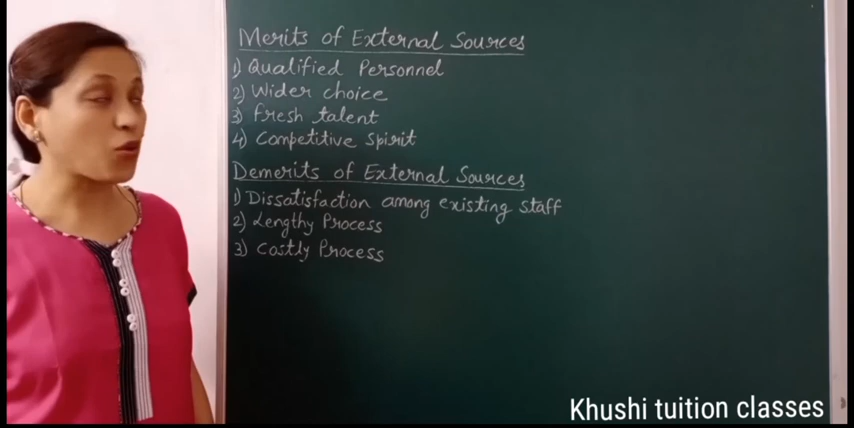 Merits of External Sources
1) Qualified Personnel
2) Wider choice
3) Fresh talent
4) Competitive Spirit
Demerits of External Sources
1) Dissatisfaction among existing staff
2) Lengthy Process
3) Costly Process
Khushi tuition classes